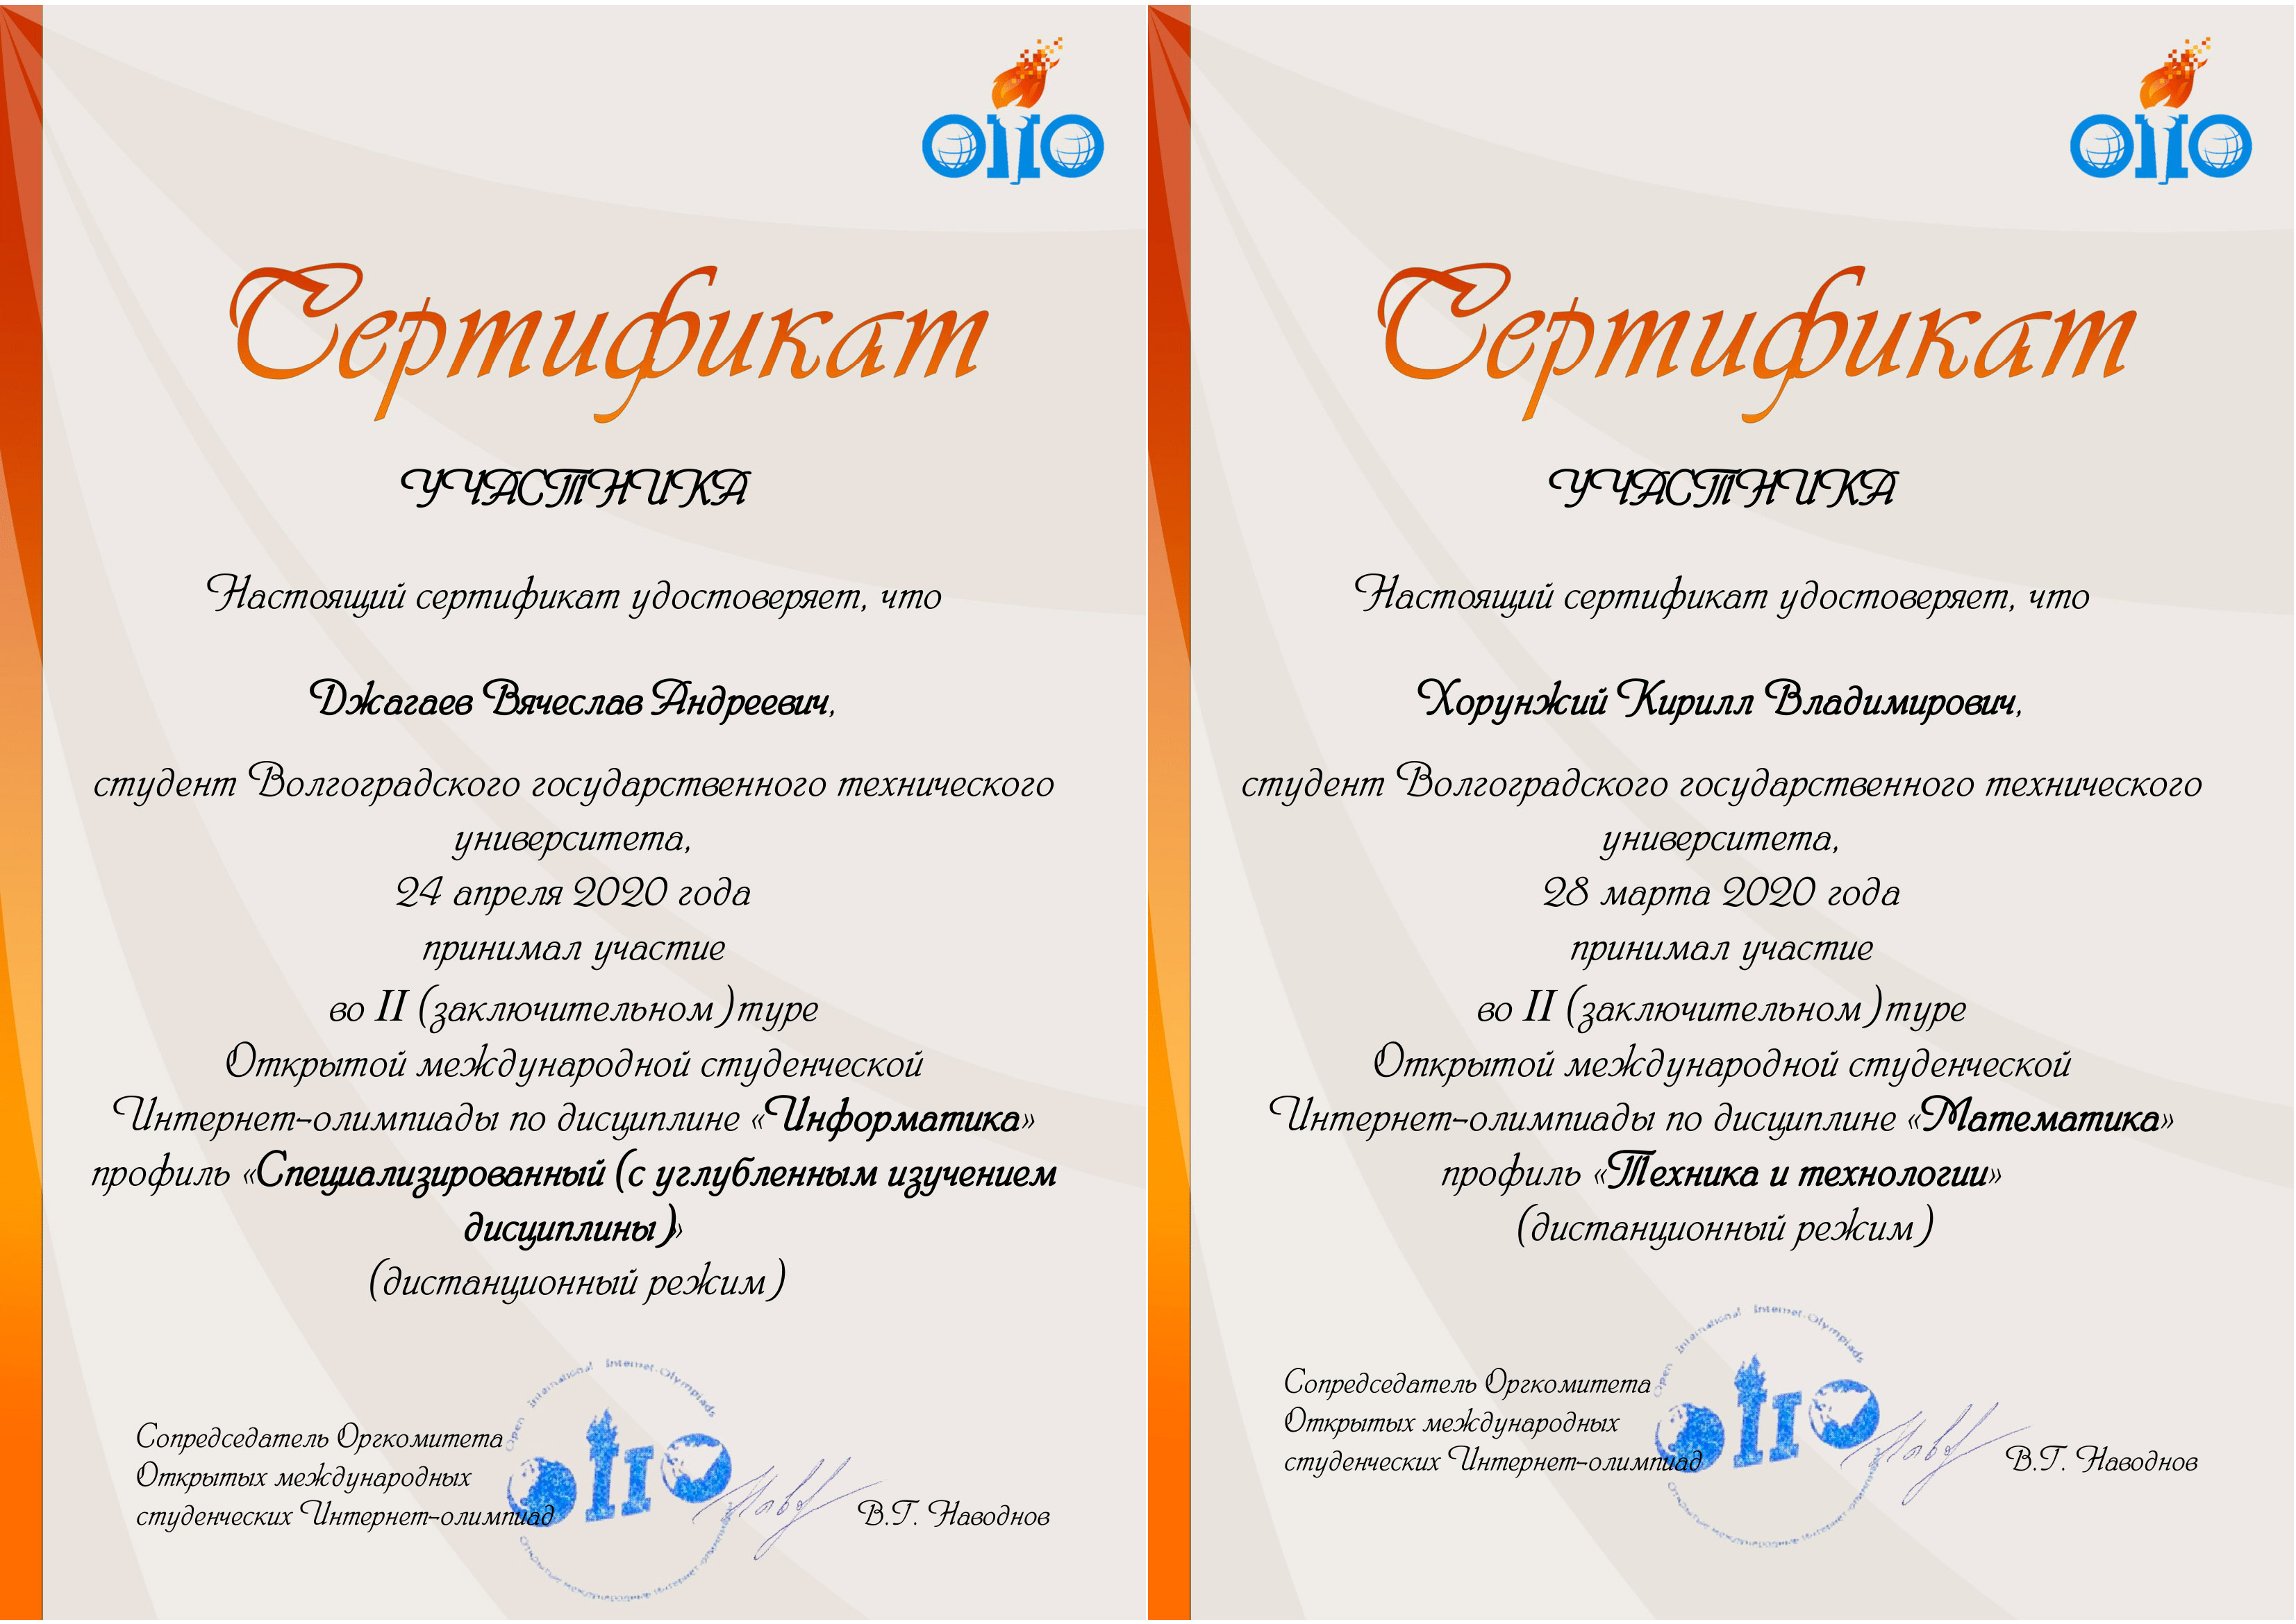 ОПО
Сертификат
УЧАСТНИКА
Настоящий сертификат удостоверяет, что
Джагаев Вячеслав Андреевич,
студент Волгоградского государственного технического
университета,
24 апреля 2020 года
принимал участие
во II (заключительном) туре
Открытой международной студенческой
Интернет-олимпиады по дисциплине «Информатика»
профиль «Специализированный (с углубленным изучением
дисциплины)»
(дистанционный режим)
Сопредседатель Оргкомитета
Открытых международных
студенческих Интернет-олимпиад
В.Г. Наводнов
Open International Internet-Olympiads
Открытые международные Интернет-олимпиады
ОПО
Сертификат
УЧАСТНИКА
Настоящий сертификат удостоверяет, что
Хорунжий Кирилл Владимирович,
студент Волгоградского государственного технического
университета,
28 марта 2020 года
принимал участие
во II (заключительном) туре
Открытой международной студенческой
Интернет-олимпиады по дисциплине «Математика»
профиль «Техника и технологии»
(дистанционный режим)
Сопредседатель Оргкомитета
Открытых международных
студенческих Интернет-олимпиад
В.Г. Наводнов
Open International Internet-Olympiads
Открытые международные Интернет-олимпиады